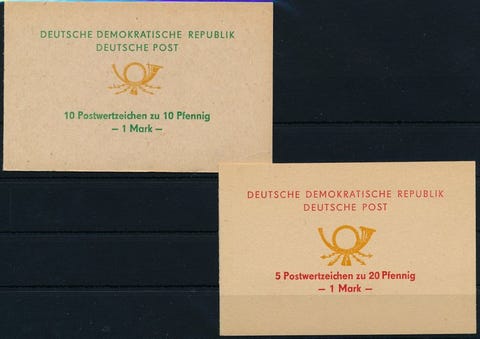 DEUTSCHE DEMOKRATISCHE REPUBLIK
DEUTSCHE POST
10 Postwertzeichen zu 10 Pfennig
– 1 Mark –
DEUTSCHE DEMOKRATISCHE REPUBLIK
DEUTSCHE POST
5 Postwertzeichen zu 20 Pfennig
– 1 Mark –